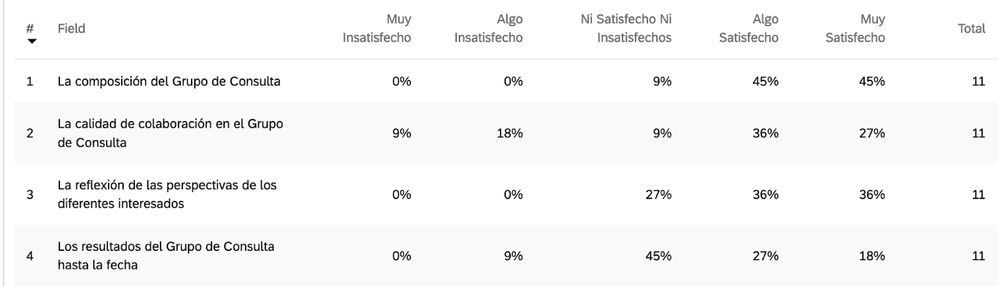 # Field Muy Insatisfecho Algo Insatisfecho Ni Satisfecho Ni Insatisfechos Algo Satisfecho Muy Satisfecho Total
1 La composición del Grupo de Consulta 0% 0% 9% 45% 45% 11
2 La calidad de colaboración en el Grupo de Consulta 9% 18% 9% 36% 27% 11
3 La reflexión de las perspectivas de los diferentes interesados 0% 0% 27% 36% 36% 11
4 Los resultados del Grupo de Consulta hasta la fecha 0% 9% 45% 27% 18% 11